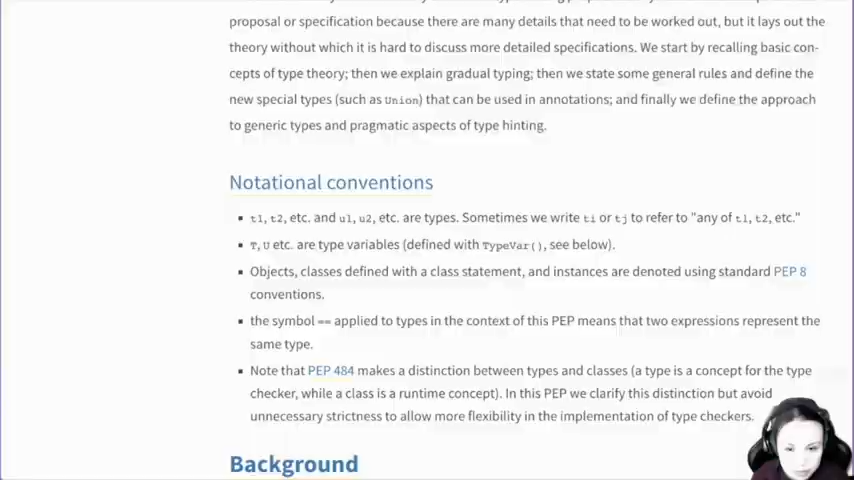 proposal or specification because there are many details that need to be worked out, but it lays out the
theory without which it is hard to discuss more detailed specifications. We start by recalling basic con-
cepts of type theory; then we explain gradual typing; then we state some general rules and define the
new special types (such as Union) that can be used in annotations; and finally we define the approach
to generic types and pragmatic aspects of type hinting.
Notational conventions
▪ t1, t2, etc. and u1, u2, etc. are types. Sometimes we write ti or tj to refer to "any of t1, t2, etc."
▪ T, U etc. are type variables (defined with TypeVar(), see below).
▪ Objects, classes defined with a class statement, and instances are denoted using standard PEP 8
conventions.
▪ the symbol == applied to types in the context of this PEP means that two expressions represent the
same type.
▪ Note that PEP 484 makes a distinction between types and classes (a type is a concept for the type
checker, while a class is a runtime concept). In this PEP we clarify this distinction but avoid
unnecessary strictness to allow more flexibility in the implementation of type checkers.
Background